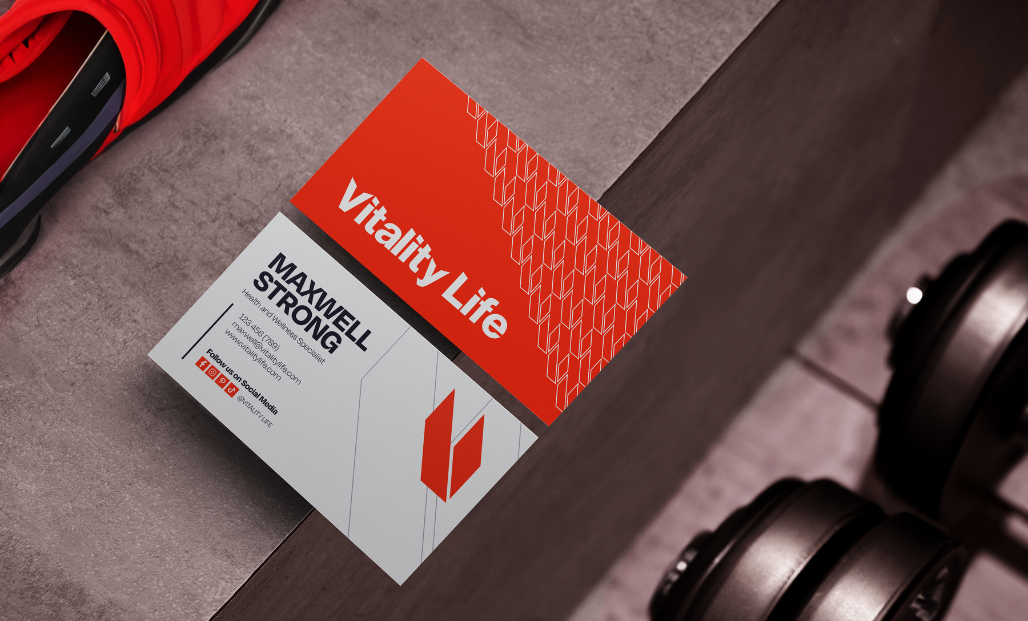 Vitality Life
MAXWELL
STRONG
Health and Wellness Specialist
123 456 (789)
maxwell@vitalitylife.com
www.vitalitylife.com
Follow us on Social Media
@VITALITY LIFE